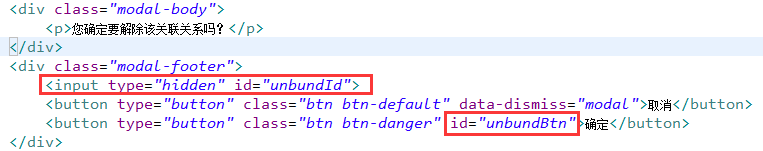 <div class="modal-body">
<p>您确定要解除该关联关系吗？</p>
</div>
<div class="modal-footer">
<input type="hidden" id="unbundId">
<button type="button" class="btn btn-default" data-dismiss="modal">取消</button>
<button type="button" class="btn btn-danger" id="unbundBtn">确定</button>
</div>